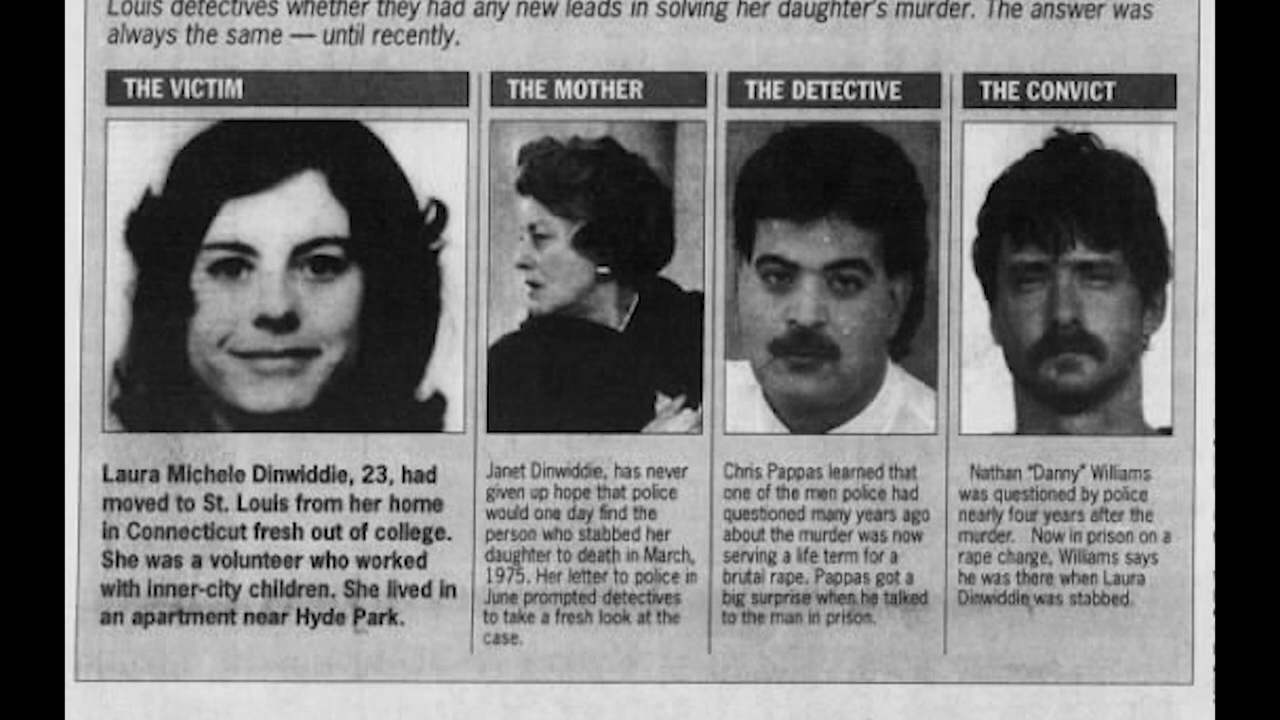 Louis detectives whether they had any new leads in solving her daughter's murder. The answer was
always the same — until recently.
THE VICTIM
Laura Michele Dinwiddie, 23, had
moved to St. Louis from her home
in Connecticut fresh out of college.
She was a volunteer who worked
with inner-city children. She lived in
an apartment near Hyde Park.
THE MOTHER
Janet Dinwiddie, has never
given up hope that police
would one day find the
person who stabbed her
daughter to death in March,
1975. Her letter to police in
June prompted detectives
to take a fresh look at the
case.
THE DETECTIVE
Chris Pappas learned that
one of the men police had
questioned many years ago
about the murder was now
serving a life term for a
brutal rape. Pappas got a
big surprise when he talked
to the man in prison.
THE CONVICT
Nathan "Danny" Williams
was questioned by police
nearly four years after the
murder. Now in prison on a
rape charge, Williams says
he was there when Laura
Dinwiddie was stabbed.